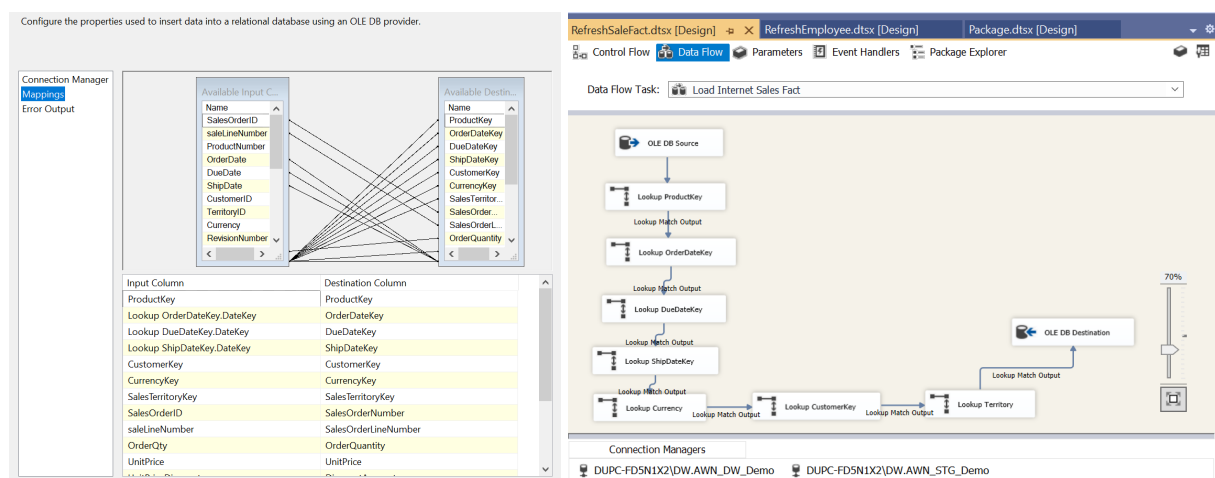 Configure the properties used to insert data into a relational database using an OLE DB provider.
Connection Manager
Mappings
Error Output
Available Input C...
Name
SalesOrderID
saleLineNumber
ProductNumber
OrderDate
DueDate
ShipDate
CustomerID
TerritoryID
Currency
RevisionNumber
Available Destin...
Name
ProductKey
OrderDateKey
DueDateKey
ShipDateKey
CustomerKey
CurrencyKey
SalesTerritor...
SalesOrder...
SalesOrderL...
OrderQuantity
Input Column Destination Column
ProductKey ProductKey
Lookup OrderDateKey.DateKey OrderDateKey
Lookup DueDateKey.DateKey DueDateKey
Lookup ShipDateKey.DateKey ShipDateKey
CustomerKey CustomerKey
CurrencyKey CurrencyKey
SalesTerritoryKey SalesTerritoryKey
SalesOrderID SalesOrderNumber
saleLineNumber SalesOrderLineNumber
OrderQty OrderQuantity
UnitPrice UnitPrice
RefreshSaleFact.dtsx [Design] RefreshEmployee.dtsx [Design] Package.dtsx [Design]
Control Flow Data Flow Parameters Event Handlers Package Explorer
Data Flow Task: Load Internet Sales Fact
OLE DB Source
Lookup ProductKey
Lookup Match Output
Lookup OrderDateKey
Lookup Match Output
Lookup DueDateKey
Lookup Match Output
Lookup ShipDateKey
Lookup Match Output
Lookup Currency
Lookup Match Output
Lookup CustomerKey
Lookup Match Output
Lookup Territory
Lookup Match Output
OLE DB Destination
70%
Connection Managers
DUPC-FD5N1X2\DW.AWN_DW_Demo DUPC-FD5N1X2\DW.AWN_STG_Demo